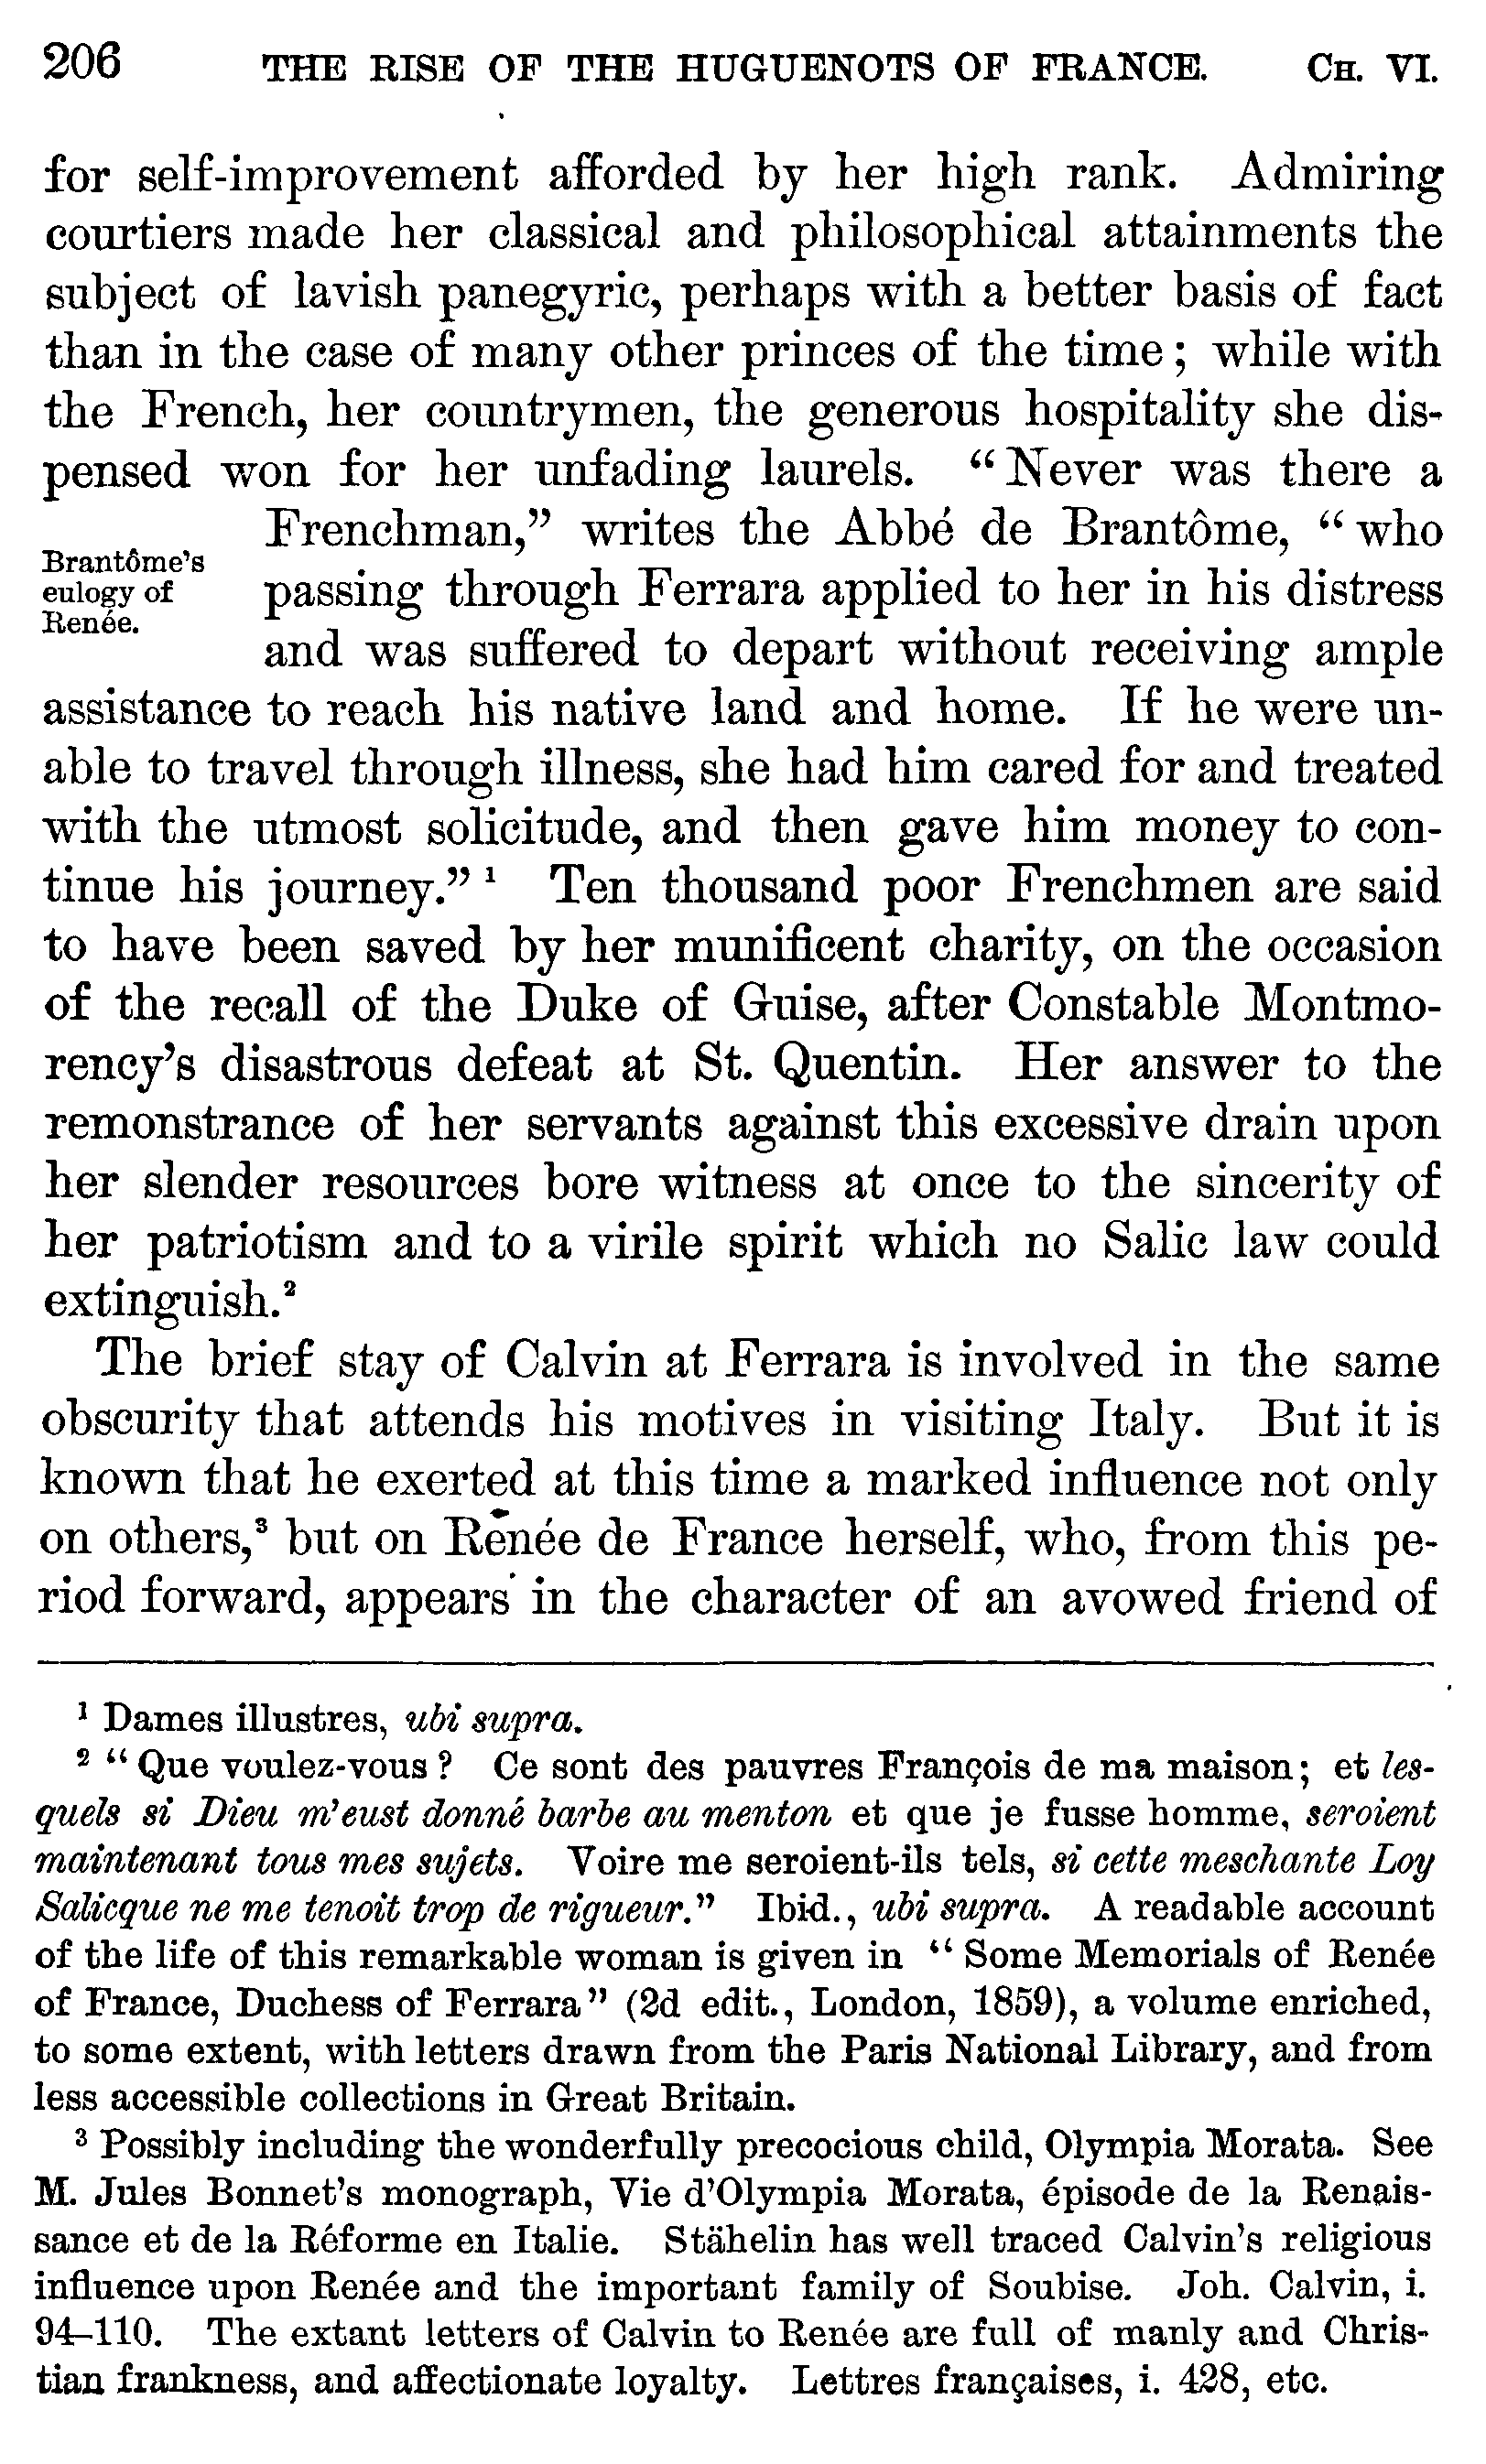 206 THE RISE OF THE HUGUENOTS OF FRANCE. CH. VI.
for self-improvement afforded by her high rank. Admiring
courtiers made her classical and philosophical attainments the
subject of lavish panegyric, perhaps with a better basis of fact
than in the case of many other princes of the time; while with
the French, her countrymen, the generous hospitality she dis-
pensed won for her unfading laurels. “Never was there a
Frenchman,” writes the Abbé de Brantôme, “who
Brantôme’s
eulogy of
Renée.
passing through Ferrara applied to her in his distress
and was suffered to depart without receiving ample
assistance to reach his native land and home. If he were un-
able to travel through illness, she had him cared for and treated
with the utmost solicitude, and then gave him money to con-
tinue his journey.” ¹ Ten thousand poor Frenchmen are said
to have been saved by her munificent charity, on the occasion
of the recall of the Duke of Guise, after Constable Montmo-
rency’s disastrous defeat at St. Quentin. Her answer to the
remonstrance of her servants against this excessive drain upon
her slender resources bore witness at once to the sincerity of
her patriotism and to a virile spirit which no Salic law could
extinguish.²
The brief stay of Calvin at Ferrara is involved in the same
obscurity that attends his motives in visiting Italy. But it is
known that he exerted at this time a marked influence not only
on others,³ but on Renée de France herself, who, from this pe-
riod forward, appears in the character of an avowed friend of
¹ Dames illustres, ubi supra.
² “Que voulez-vous? Ce sont des pauvres François de ma maison; et les-
quels si Dieu m’eust donné barbe au menton et que je fusse homme, seroient
maintenant tous mes sujets. Voire me seroient-ils tels, si cette meschante Loy
Salicque ne me tenoit trop de rigueur.” Ibid., ubi supra. A readable account
of the life of this remarkable woman is given in “Some Memorials of Renée
of France, Duchess of Ferrara” (2d edit., London, 1859), a volume enriched,
to some extent, with letters drawn from the Paris National Library, and from
less accessible collections in Great Britain.
³ Possibly including the wonderfully precocious child, Olympia Morata. See
M. Jules Bonnet’s monograph, Vie d’Olympia Morata, épisode de la Renais-
sance et de la Réforme en Italie. Stähelin has well traced Calvin’s religious
influence upon Renée and the important family of Soubise. Joh. Calvin, i.
94–110. The extant letters of Calvin to Renée are full of manly and Chris-
tian frankness, and affectionate loyalty. Lettres françaises, i. 428, etc.